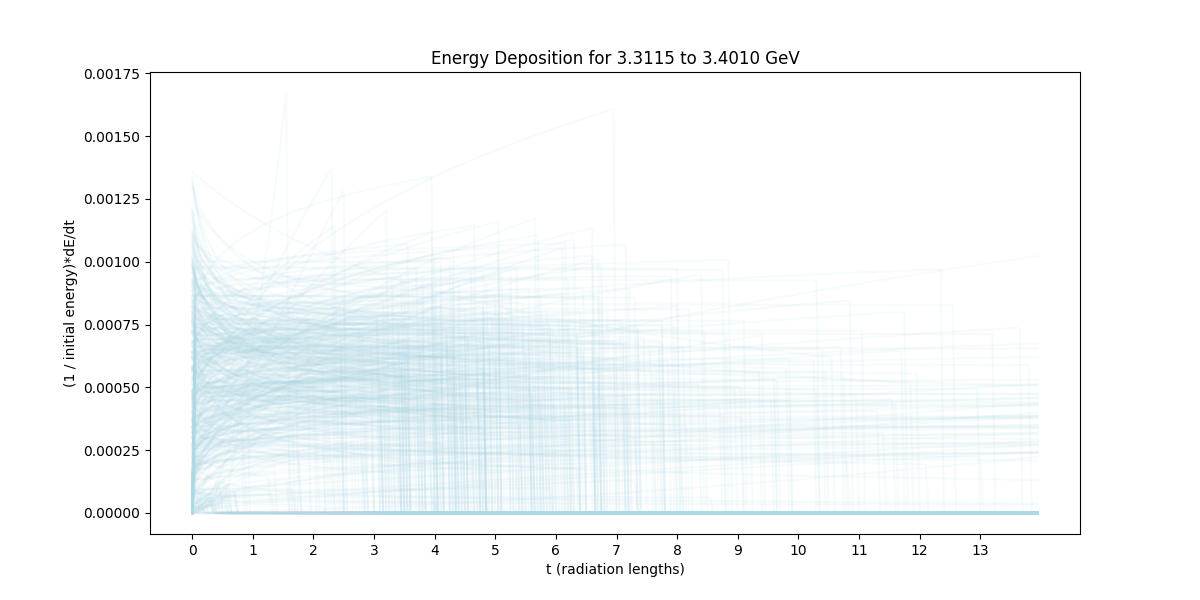 Energy Deposition for 3.3115 to 3.4010 GeV
0.00175
0.00150
0.00125
0.00100
0.00075
0.00050
0.00025
0.00000
(1 / initial energy)*dE/dt
0 1 2 3 4 5 6 7 8 9 10 11 12 13
t (radiation lengths)